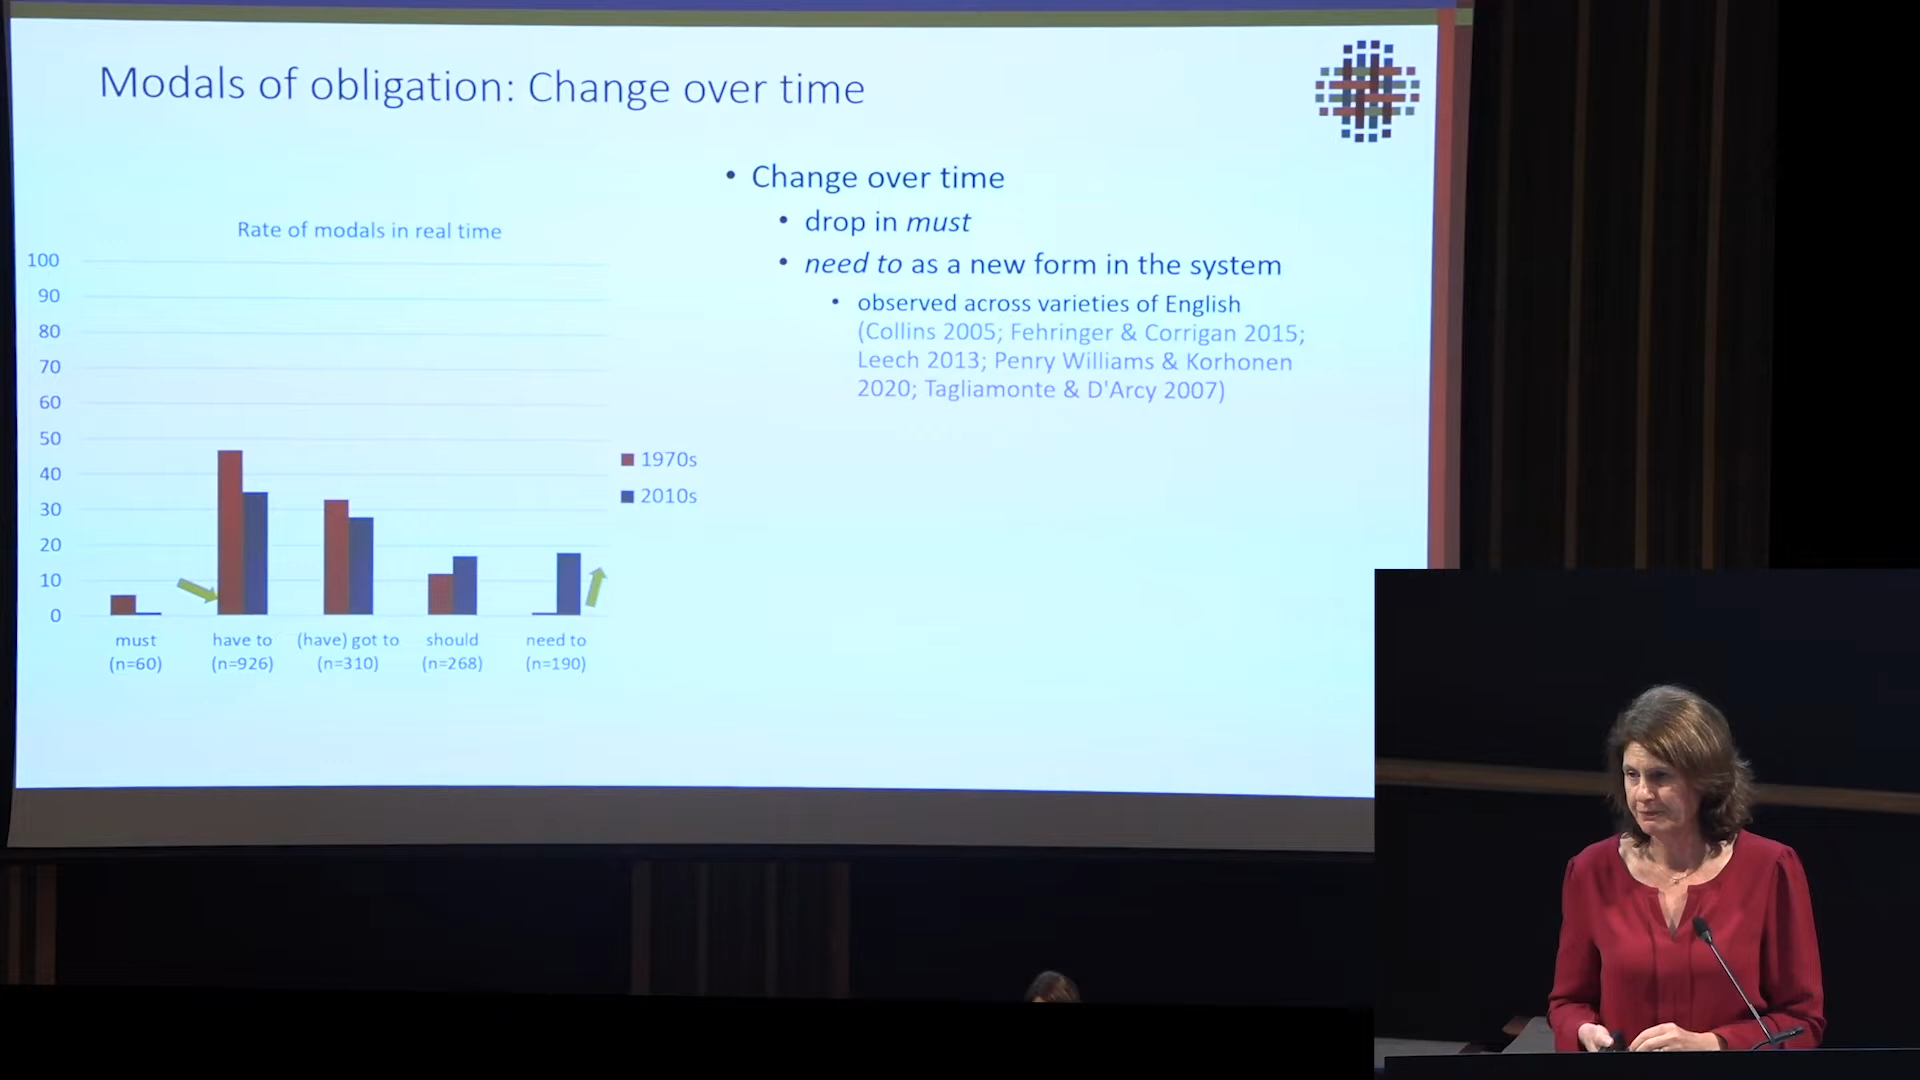 Modals of obligation: Change over time
Rate of modals in real time
100
90
80
70
60
50
40
30
20
10
0
must
(n=60)
have to
(n=926)
(have) got to
(n=310)
should
(n=268)
need to
(n=190)
1970s
2010s
• Change over time
• drop in must
• need to as a new form in the system
• observed across varieties of English
(Collins 2005; Fehringer & Corrigan 2015;
Leech 2013; Penry Williams & Korhonen
2020; Tagliamonte & D'Arcy 2007)